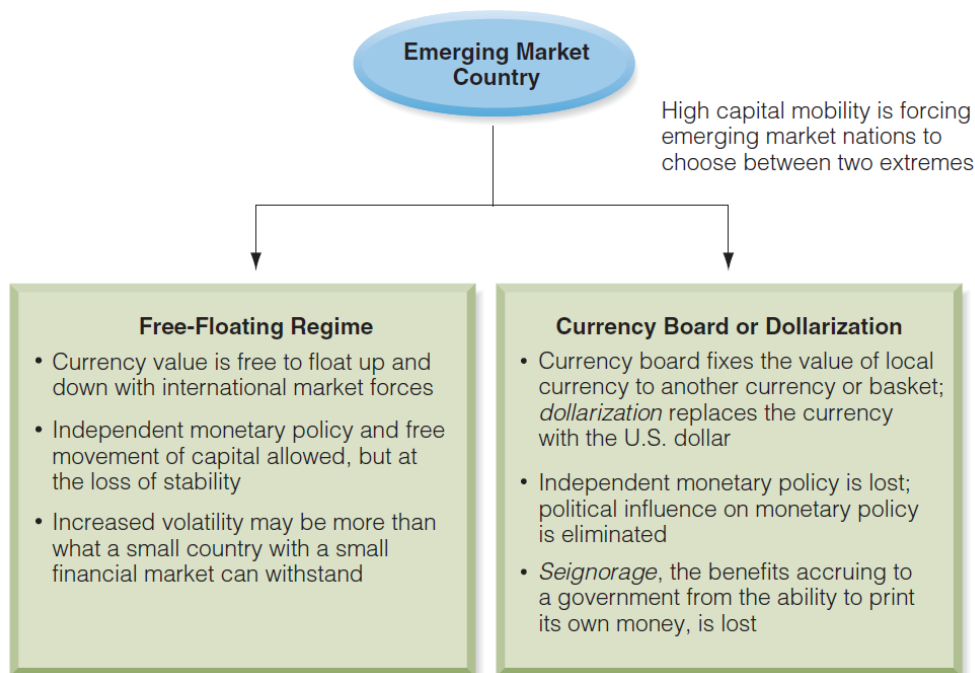 Emerging Market
Country
High capital mobility is forcing
emerging market nations to
choose between two extremes
Free-Floating Regime
• Currency value is free to float up and
down with international market forces
• Independent monetary policy and free
movement of capital allowed, but at
the loss of stability
• Increased volatility may be more than
what a small country with a small
financial market can withstand
Currency Board or Dollarization
• Currency board fixes the value of local
currency to another currency or basket;
dollarization replaces the currency
with the U.S. dollar
• Independent monetary policy is lost;
political influence on monetary policy
is eliminated
• Seignorage, the benefits accruing to
a government from the ability to print
its own money, is lost